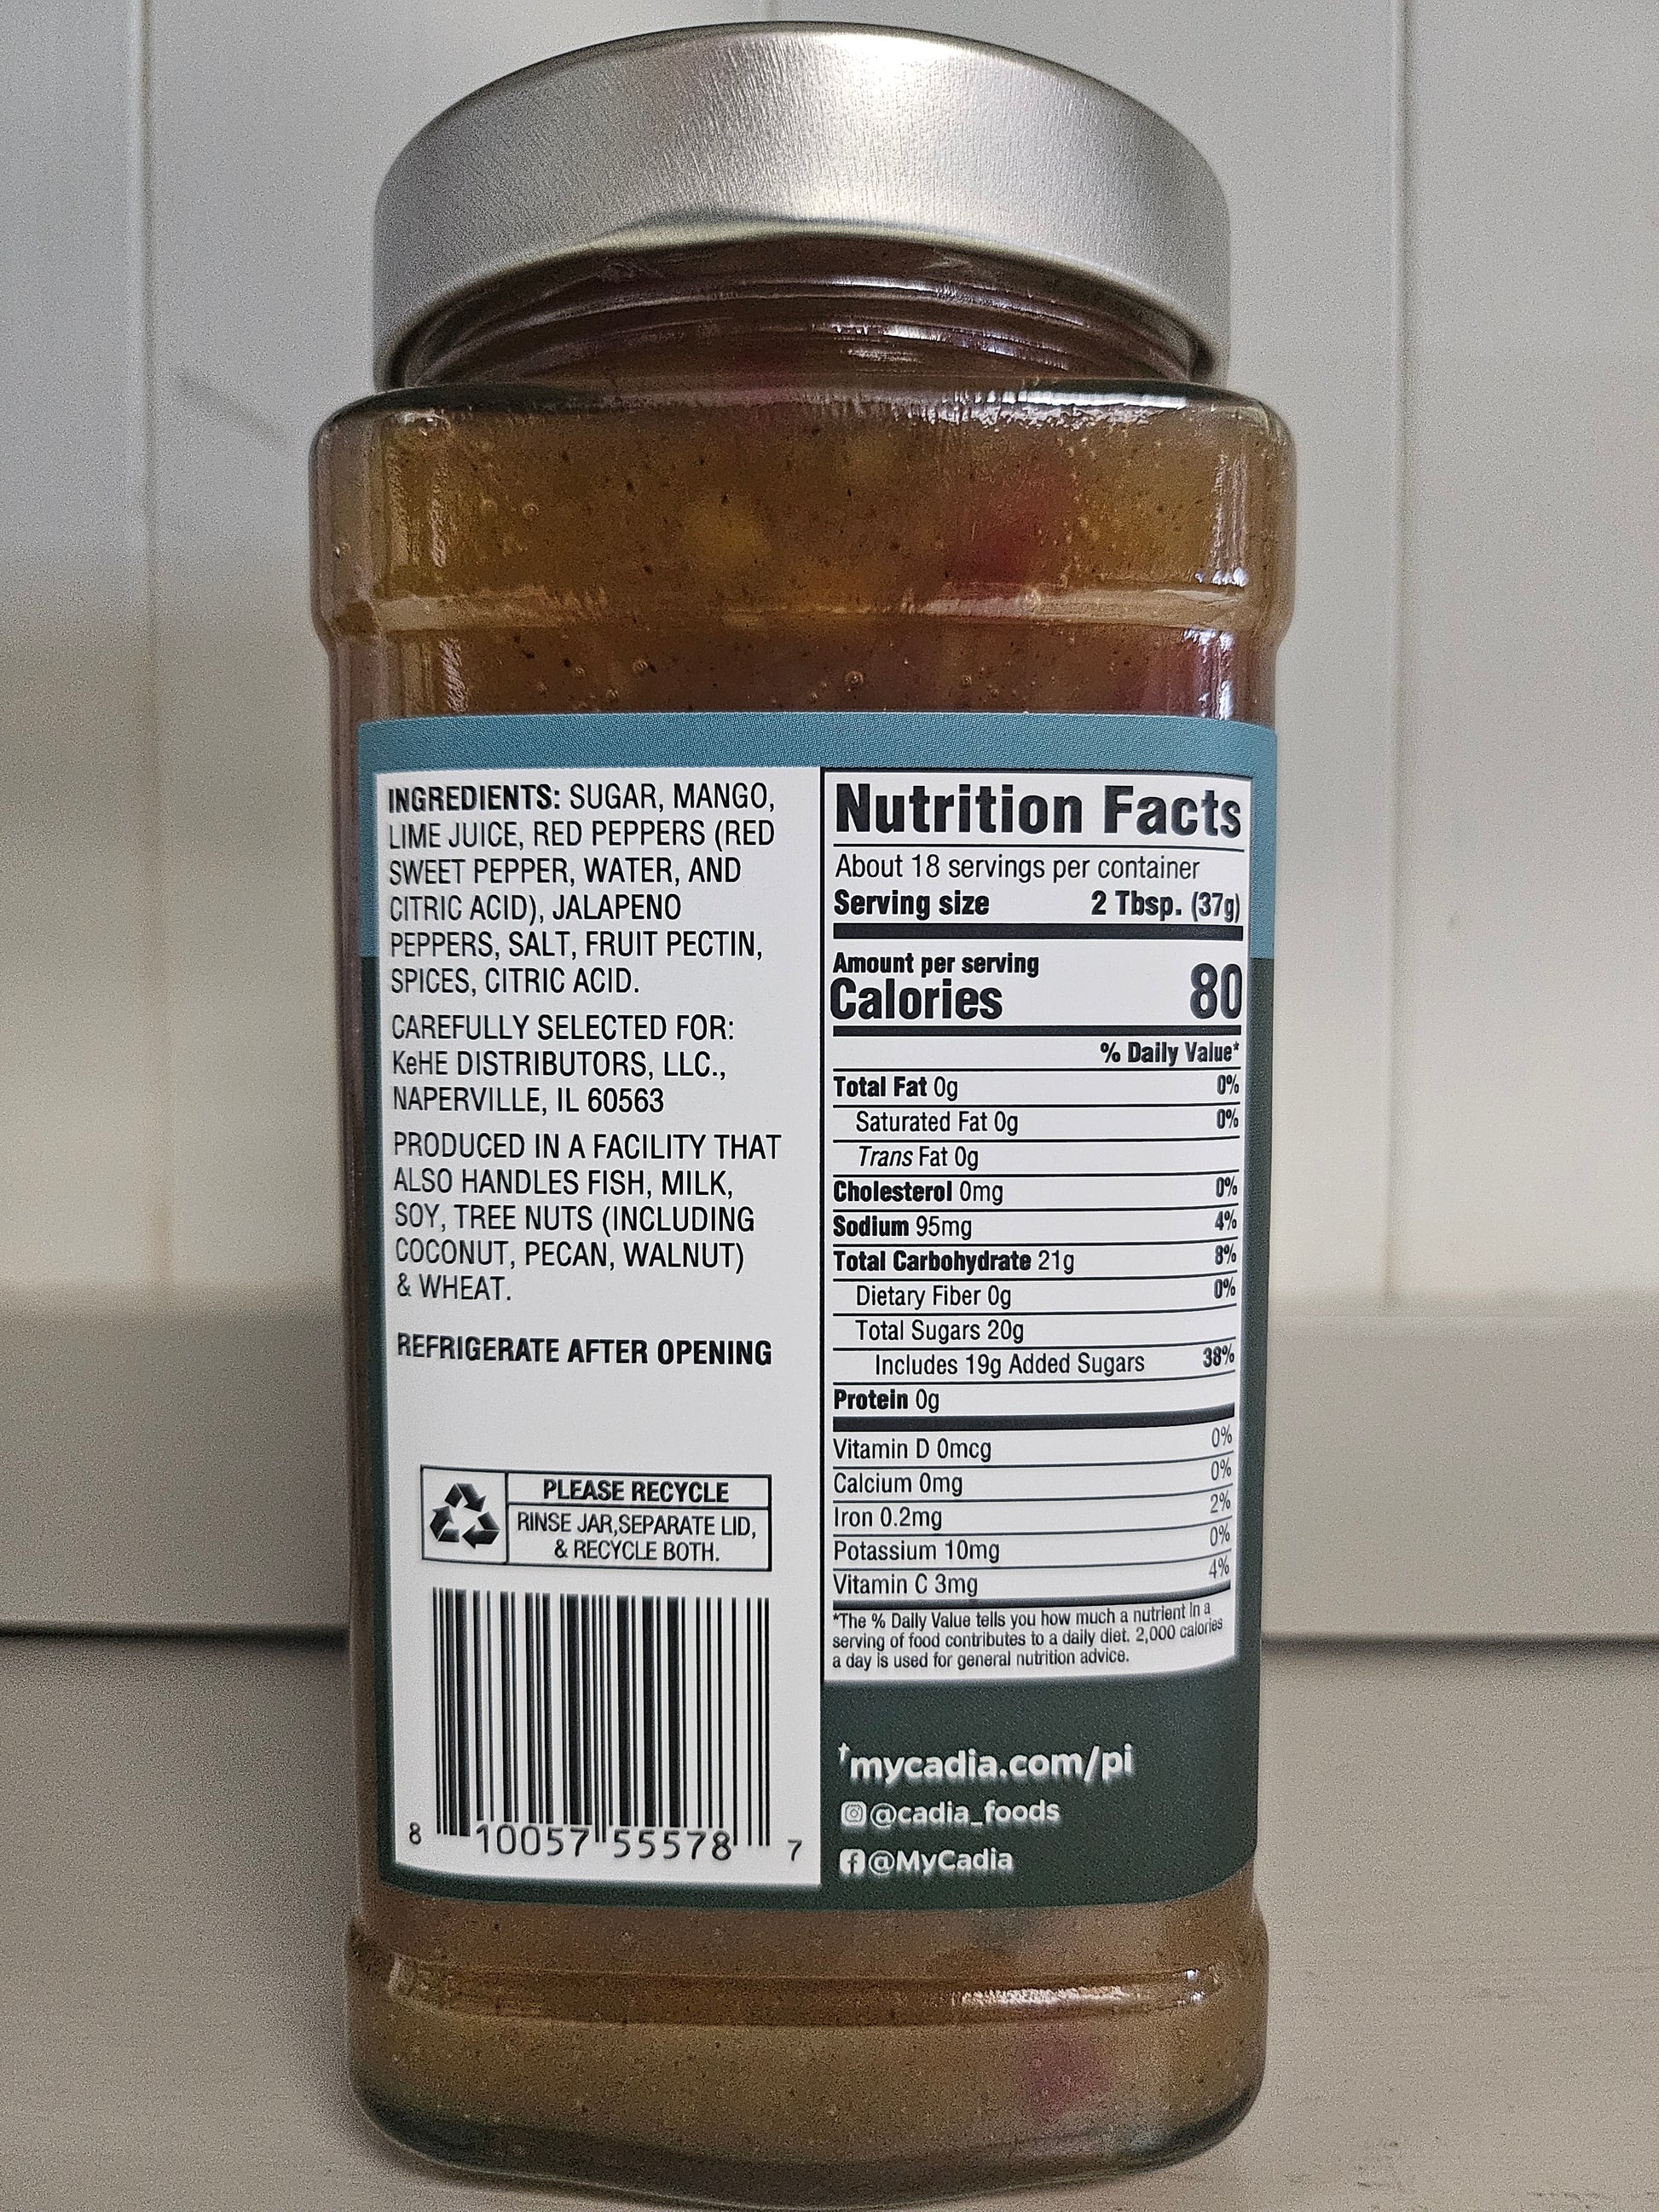 INGREDIENTS: SUGAR, MANGO,
LIME JUICE, RED PEPPERS (RED
SWEET PEPPER, WATER, AND
CITRIC ACID), JALAPENO
PEPPERS, SALT, FRUIT PECTIN,
SPICES, CITRIC ACID.
CAREFULLY SELECTED FOR:
KeHE DISTRIBUTORS, LLC.,
NAPERVILLE, IL 60563
PRODUCED IN A FACILITY THAT
ALSO HANDLES FISH, MILK,
SOY, TREE NUTS (INCLUDING
COCONUT, PECAN, WALNUT)
& WHEAT.
REFRIGERATE AFTER OPENING
PLEASE RECYCLE
RINSE JAR,SEPARATE LID,
& RECYCLE BOTH.
8 10057 55578 7
Nutrition Facts
About 18 servings per container
Serving size 2 Tbsp. (37g)
Amount per serving
Calories 80
% Daily Value*
Total Fat 0g 0%
Saturated Fat 0g 0%
Trans Fat 0g
Cholesterol 0mg 0%
Sodium 95mg 4%
Total Carbohydrate 21g 8%
Dietary Fiber 0g 0%
Total Sugars 20g
Includes 19g Added Sugars 38%
Protein 0g
Vitamin D 0mcg 0%
Calcium 0mg 0%
Iron 0.2mg 2%
Potassium 10mg 0%
Vitamin C 3mg 4%
*The % Daily Value tells you how much a nutrient in a
serving of food contributes to a daily diet. 2,000 calories
a day is used for general nutrition advice.
†mycadia.com/pi
@cadia_foods
@MyCadia